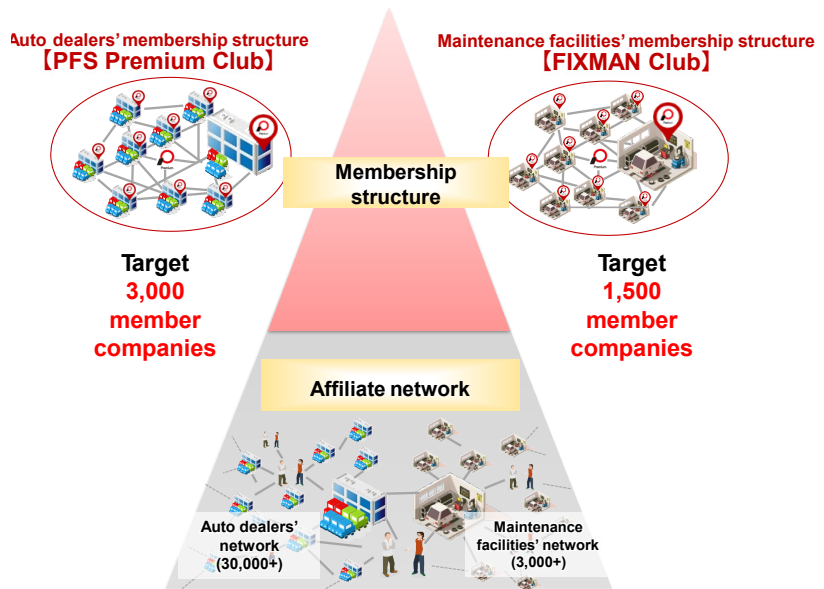 Auto dealers' membership structure
【PFS Premium Club】
Maintenance facilities' membership structure
【FIXMAN Club】
Membership
structure
Target
3,000
member
companies
Target
1,500
member
companies
Affiliate network
Auto dealers'
network
(30,000+)
Maintenance
facilities' network
(3,000+)